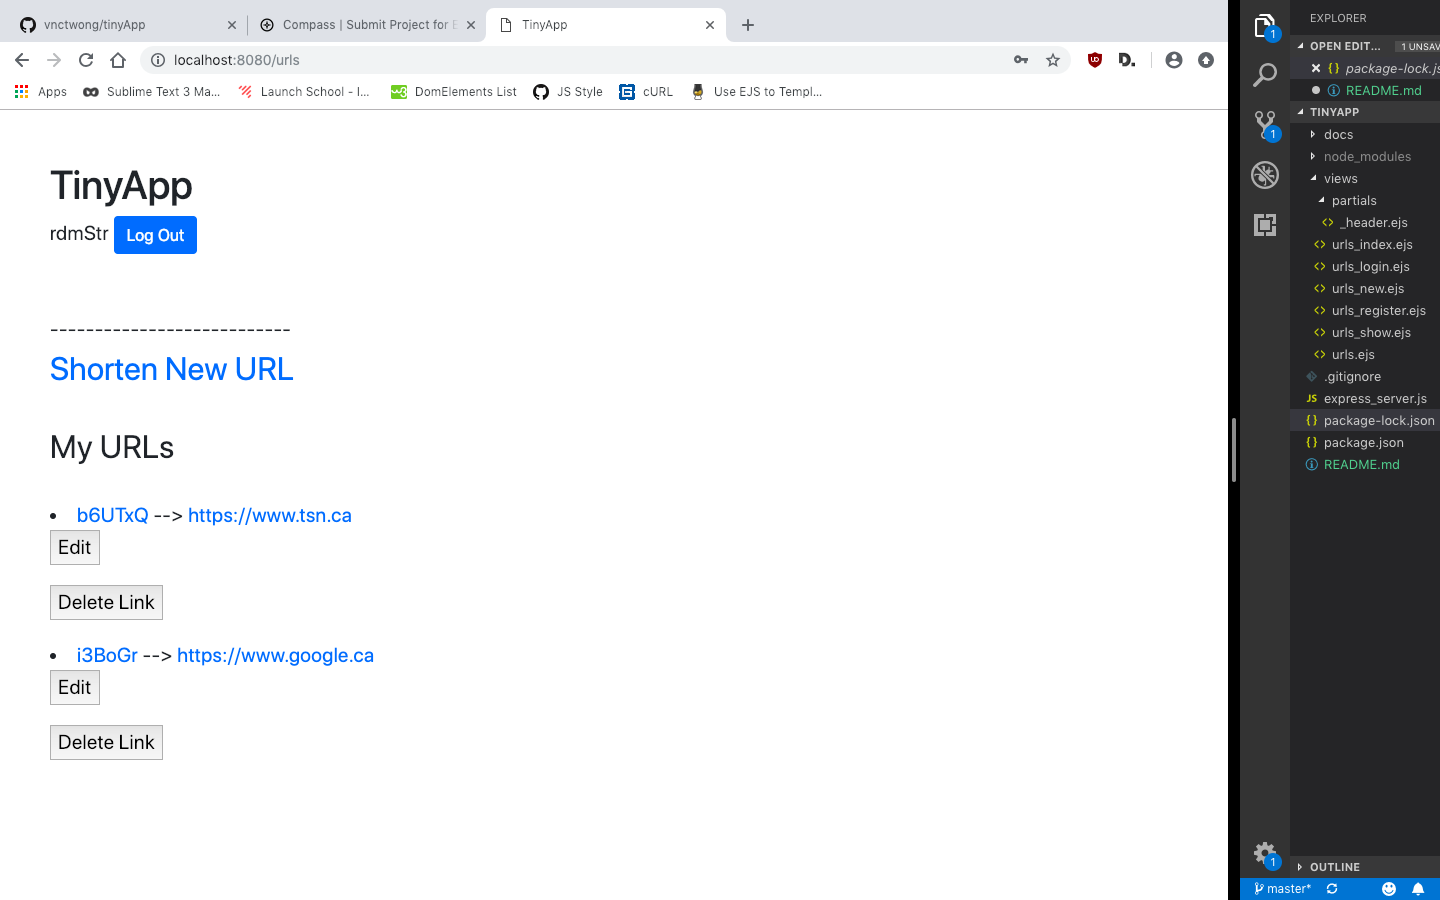 vnctwong/tinyApp
Compass | Submit Project for E
TinyApp
localhost:8080/urls
Apps
Sublime Text 3 Ma...
Launch School - I...
DomElements List
JS Style
cURL
Use EJS to Templ...
TinyApp
rdmStr Log Out
---------------------------
Shorten New URL
My URLs
• b6UTxQ --> https://www.tsn.ca
Edit
Delete Link
• i3BoGr --> https://www.google.ca
Edit
Delete Link
EXPLORER
OPEN EDIT... 1 UNSAV
{} package-lock.js
README.md
TINYAPP
docs
node_modules
views
partials
<> _header.ejs
<> urls_index.ejs
<> urls_login.ejs
<> urls_new.ejs
<> urls_register.ejs
<> urls_show.ejs
<> urls.ejs
.gitignore
JS express_server.js
{} package-lock.json
{} package.json
README.md
OUTLINE
1
1
1
master*